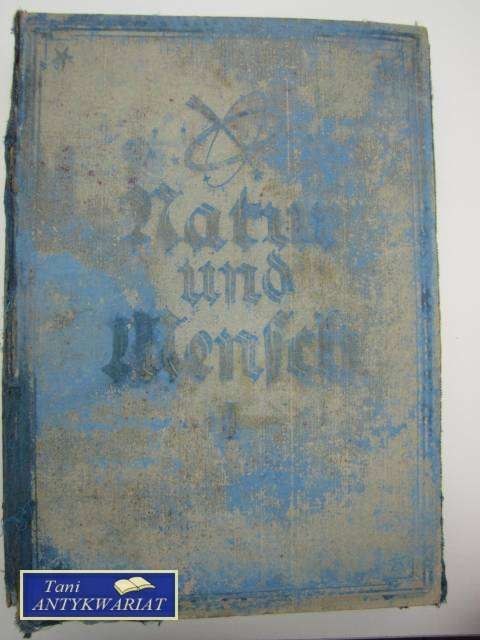 Natur
und
Mensch
I
Tani
ANTYKWARIAT